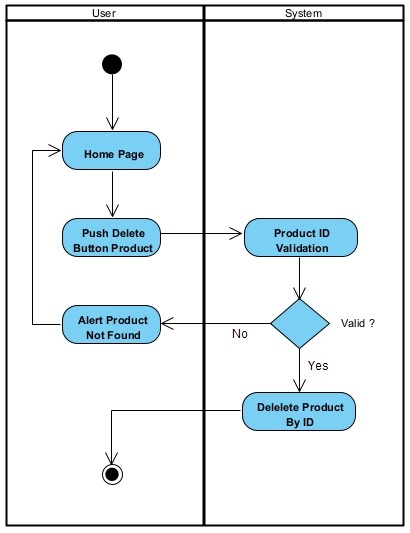 User
System
Home Page
Push Delete
Button Product
Product ID
Validation
Valid ?
No
Alert Product
Not Found
Yes
Delelete Product
By ID